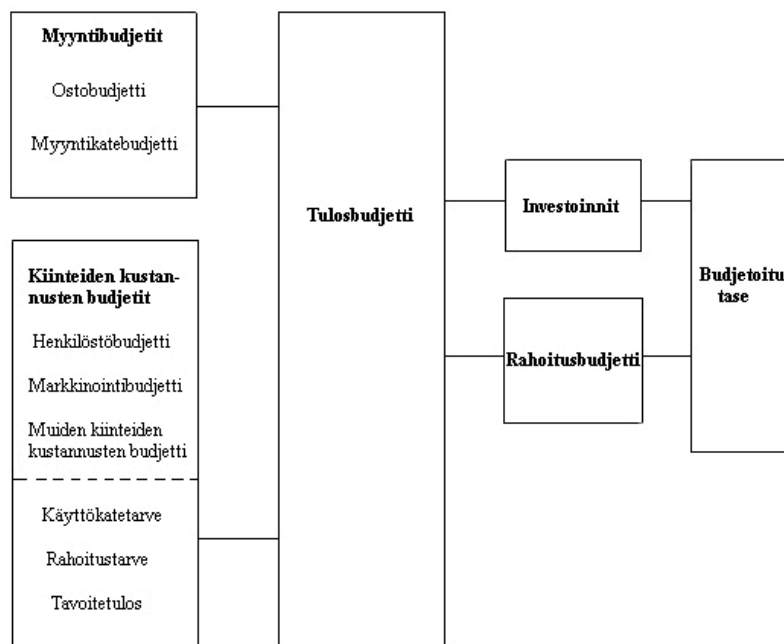 Myyntibudjetit
Ostobudjetti
Myyntikatebudjetti
Kiinteiden kustan-
nusten budjetit
Henkilöstöbudjetti
Markkinointibudjetti
Muiden kiinteiden
kustannusten budjetti
Käyttökatetarve
Rahoitustarve
Tavoitetulos
Tulosbudjetti
Investoinnit
Rahoitusbudjetti
Budjetoitu
tase